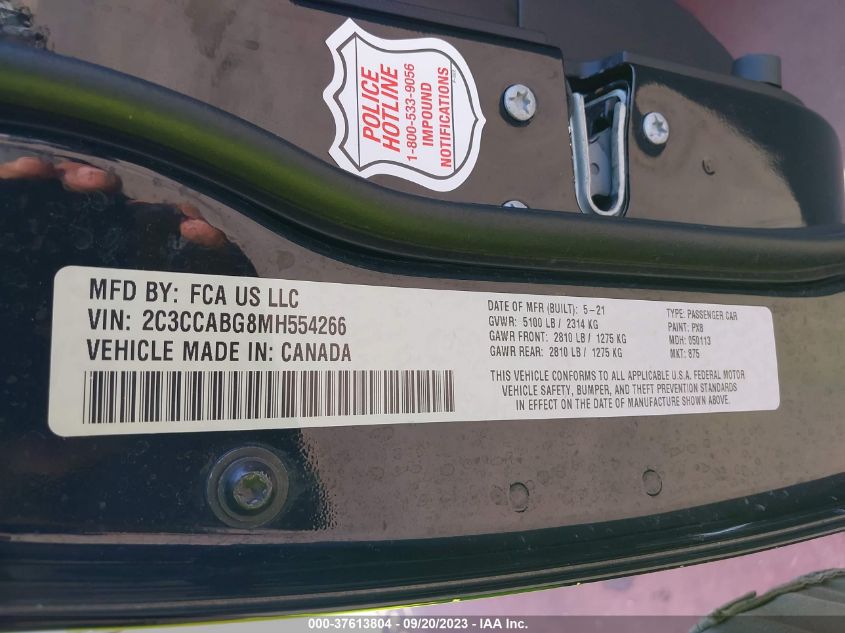 POLICE
HOTLINE
1-800-533-9056
IMPOUND
NOTIFICATIONS
MFD BY: FCA US LLC
VIN: 2C3CCABG8MH554266
VEHICLE MADE IN: CANADA
DATE OF MFR (BUILT): 5-21
GVWR: 5100 LB / 2314 KG
GAWR FRONT: 2810 LB / 1275 KG
GAWR REAR: 2810 LB / 1275 KG
TYPE: PASSENGER CAR
PAINT: PX8
MDH: 050113
MKT: 875
THIS VEHICLE CONFORMS TO ALL APPLICABLE U.S.A. FEDERAL MOTOR
VEHICLE SAFETY, BUMPER, AND THEFT PREVENTION STANDARDS
IN EFFECT ON THE DATE OF MANUFACTURE SHOWN ABOVE.
000-37613804 - 09/20/2023 - IAA Inc.